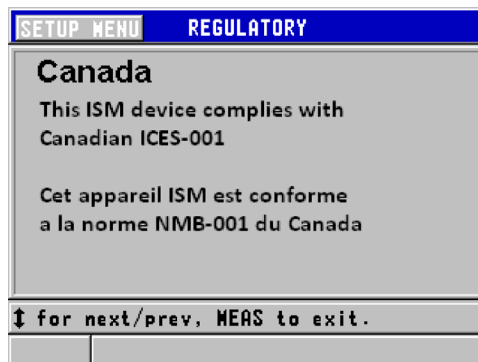 SETUP MENU REGULATORY
Canada
This ISM device complies with
Canadian ICES-001
Cet appareil ISM est conforme
a la norme NMB-001 du Canada
↕ for next/prev, MEAS to exit.